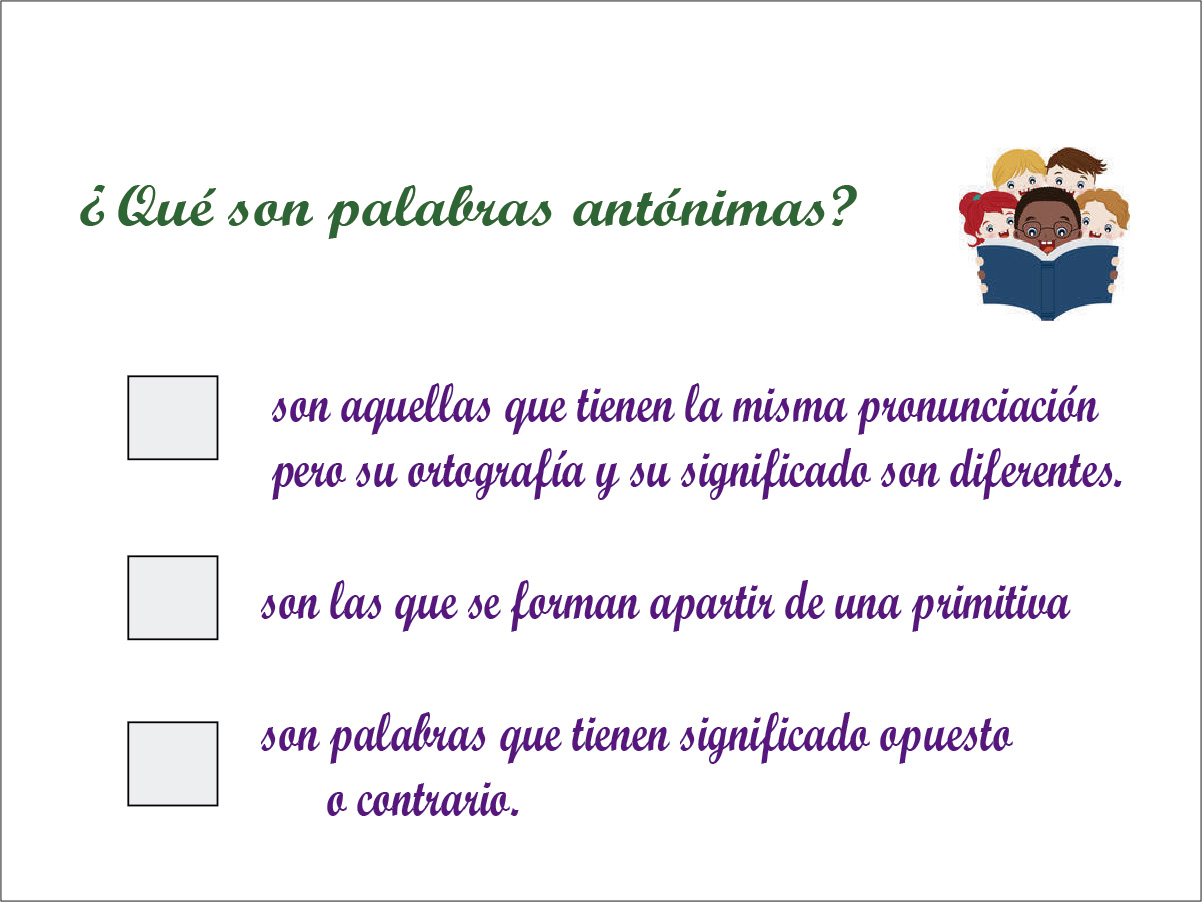 ¿Qué son palabras antónimas?
son aquellas que tienen la misma pronunciación
pero su ortografía y su significado son diferentes.
son las que se forman apartir de una primitiva
son palabras que tienen significado opuesto
o contrario.